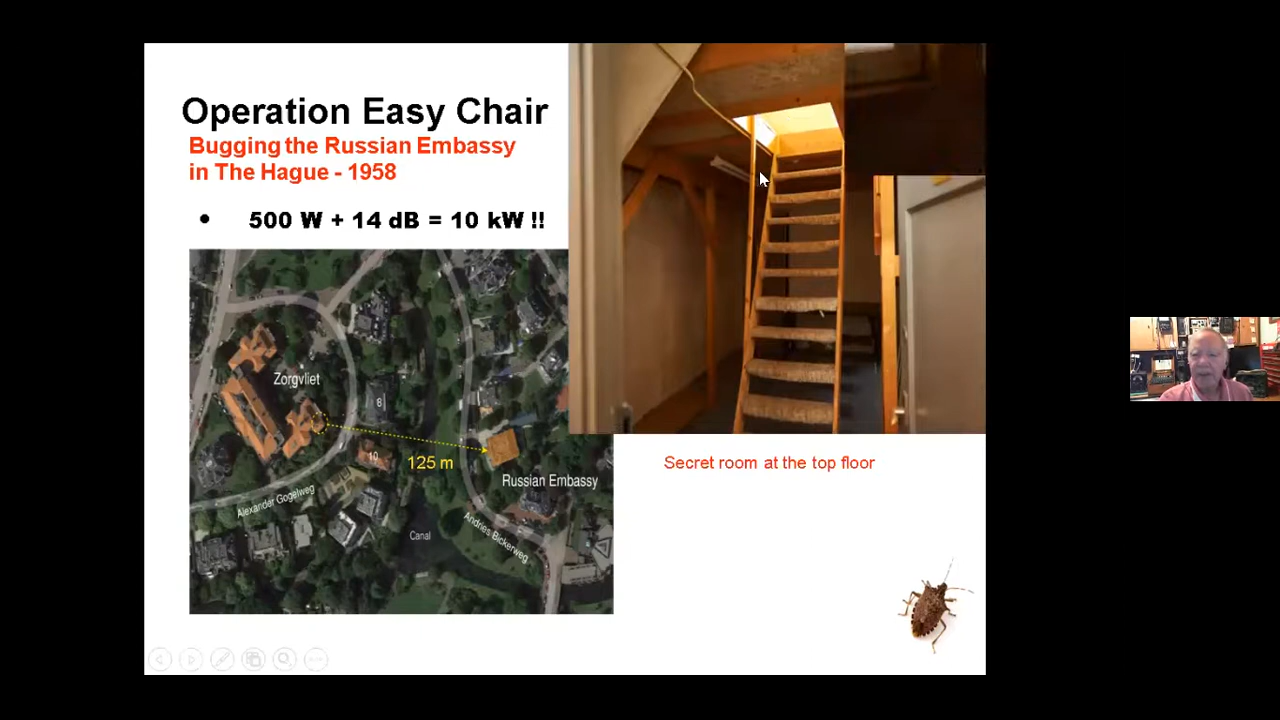 Operation Easy Chair
Bugging the Russian Embassy
in The Hague - 1958
• 500 W + 14 dB = 10 kW !!
Zorgvliet
8
10
125 m
Russian Embassy
Alexander Gogelweg
Andries Bickerweg
Canal
Secret room at the top floor